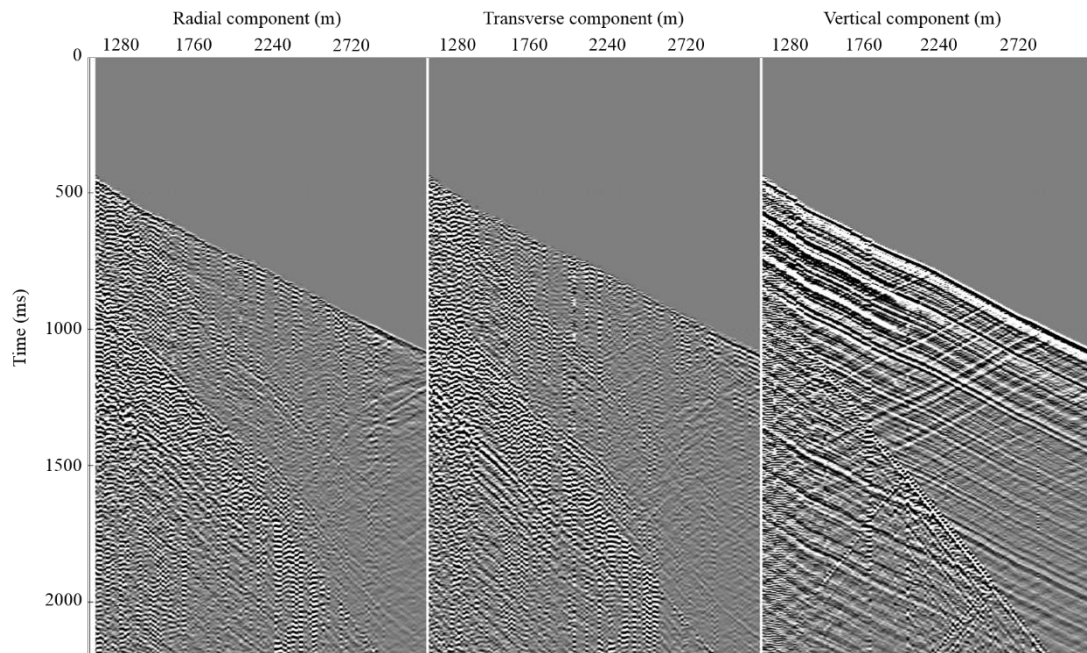 Radial component (m) Transverse component (m) Vertical component (m)
1280 1760 2240 2720 1280 1760 2240 2720 1280 1760 2240 2720
0
500
1000
Time (ms)
1500
2000